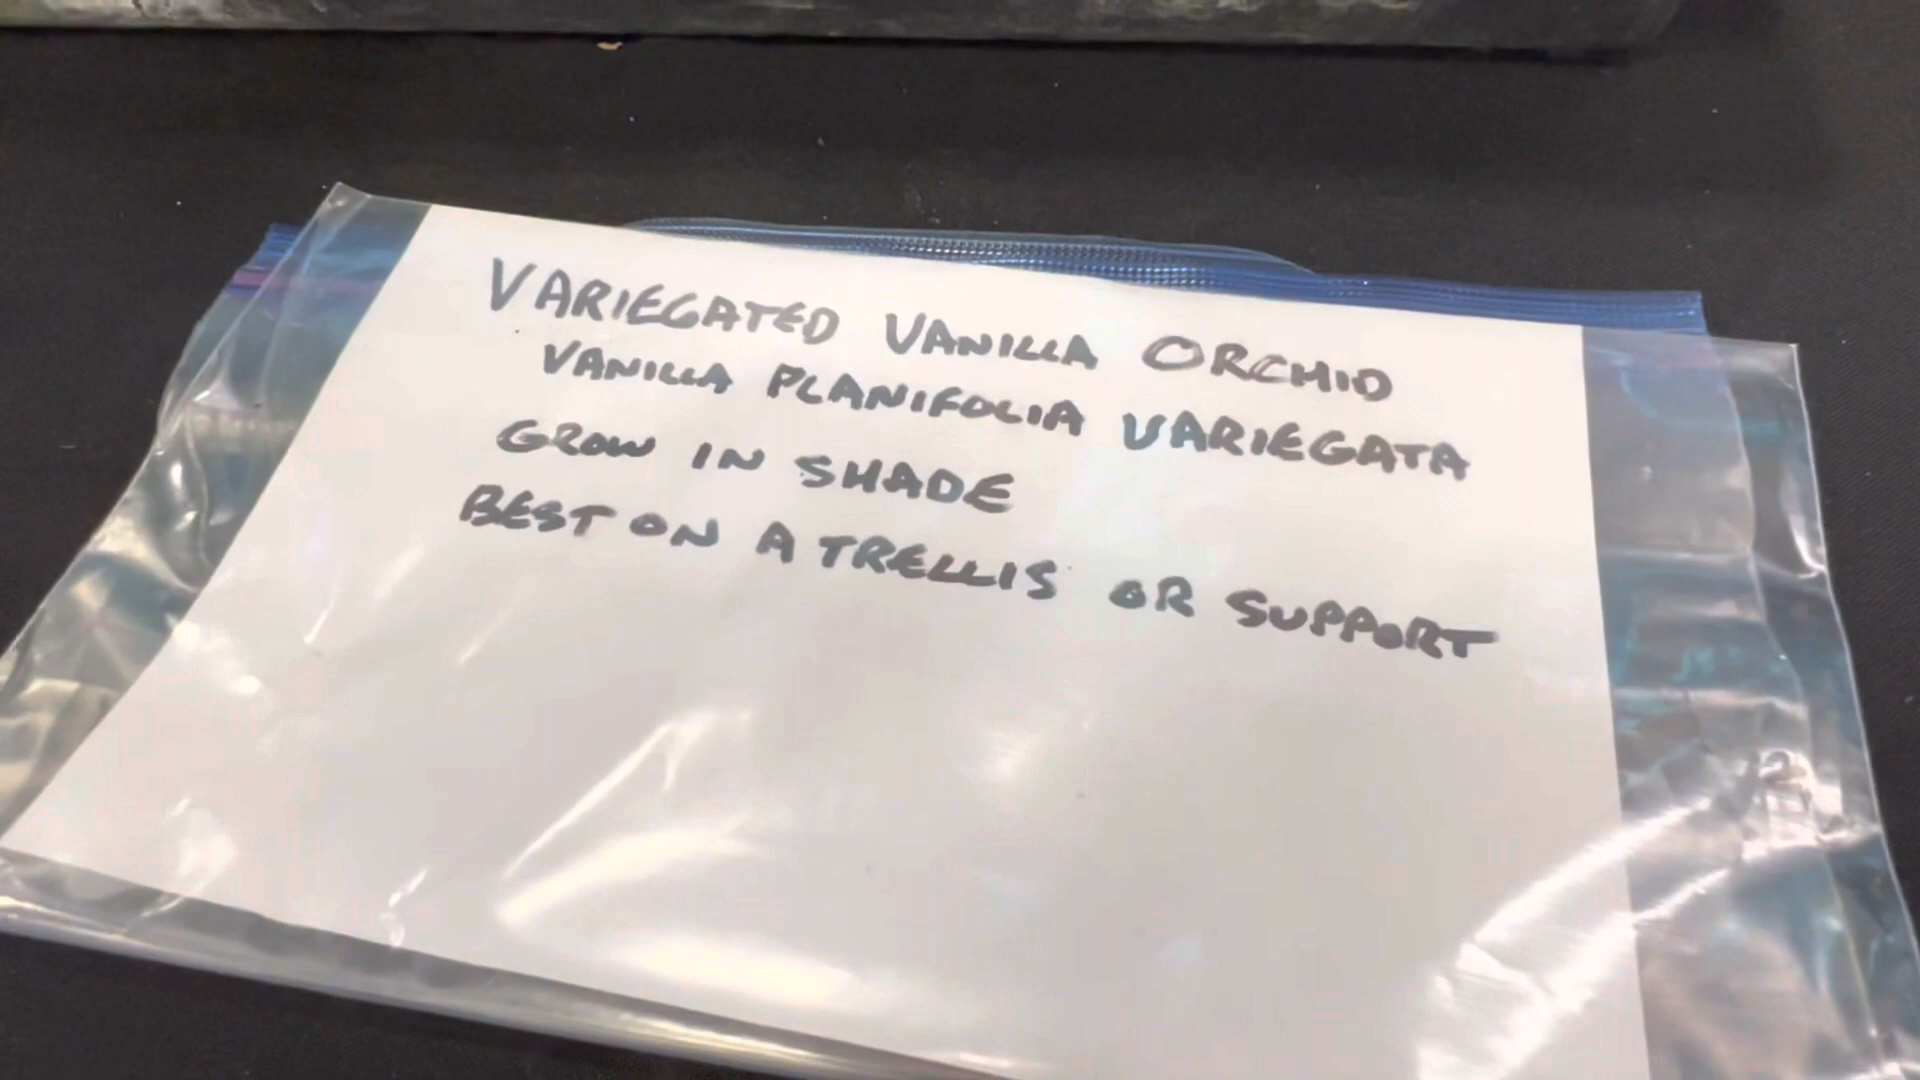 VARIEGATED VANILLA ORCHID
VANILLA PLANIFOLIA VARIEGATA
GROW IN SHADE
BEST ON A TRELLIS OR SUPPORT